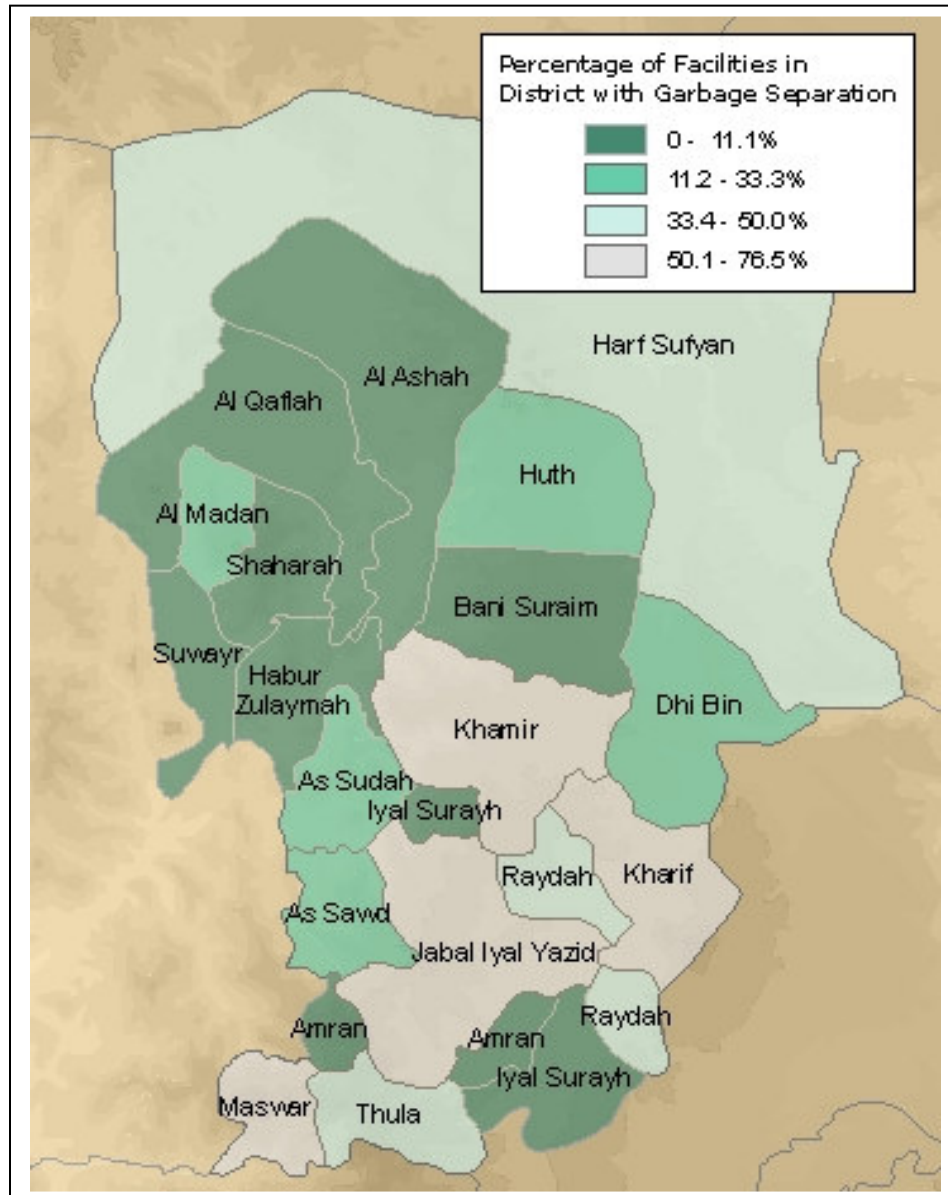 Percentage of Facilities in
District with Garbage Separation
0 - 11.1%
11.2 - 33.3%
33.4 - 50.0%
50.1 - 76.5%
Harf Sufyan
Al Ashah
Al Qaflah
Huth
Al Madan
Shaharah
Bani Suraim
Suwayr
Habur
Zulaymah
Dhi Bin
Khamir
As Sudah
Iyal Surayh
Raydah
Kharif
As Sawd
Jabal Iyal Yazid
Raydah
Amran
Amran
Iyal Surayh
Maswar
Thula